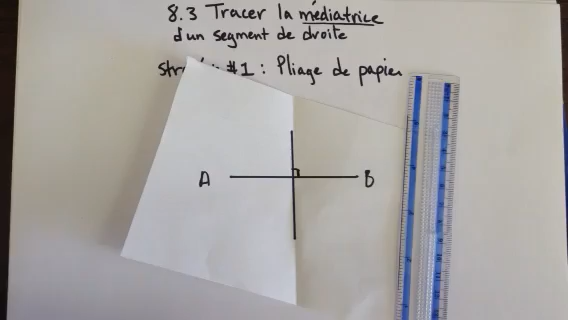 8.3 Tracer la médiatrice
d'un segment de droite
#1 : Pliage de papier
A B